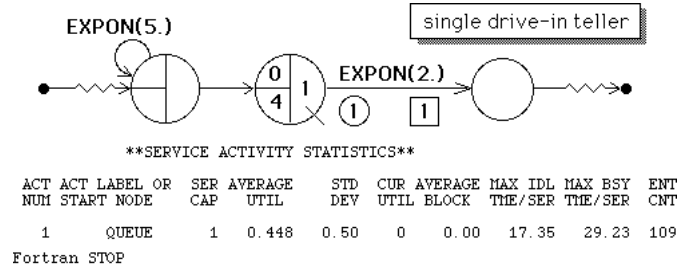 single drive-in teller
EXPON(5.)
0
4
1
EXPON(2.)
1
1
**SERVICE ACTIVITY STATISTICS**
ACT ACT LABEL OR SER AVERAGE STD CUR AVERAGE MAX IDL MAX BSY ENT
NUM START NODE CAP UTIL DEV UTIL BLOCK TME/SER TME/SER CNT
1 QUEUE 1 0.448 0.50 0 0.00 17.35 29.23 109
Fortran STOP